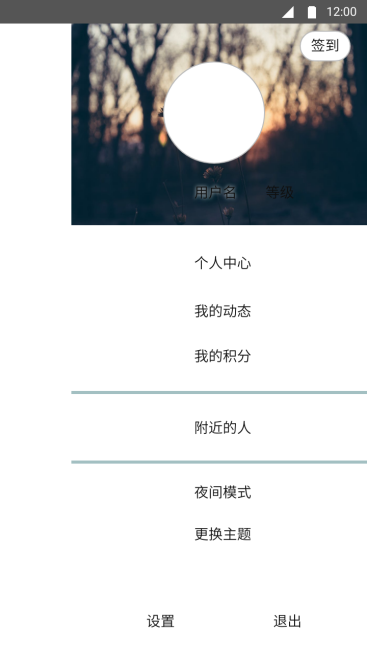 12:00
签到
用户名 等级
个人中心
我的动态
我的积分
附近的人
夜间模式
更换主题
设置 退出